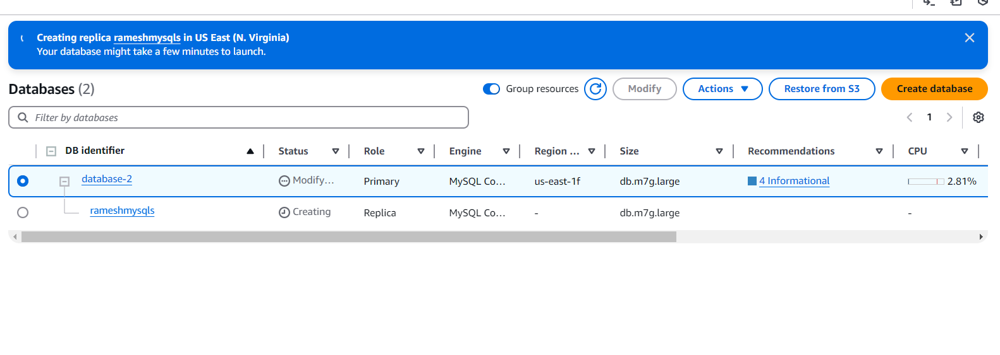 Creating replica rameshmysqls in US East (N. Virginia)
Your database might take a few minutes to launch.
Databases (2)
Group resources
Modify
Actions
Restore from S3
Create database
Filter by databases
1
DB identifier
Status
Role
Engine
Region ...
Size
Recommendations
CPU
database-2
Modify...
Primary
MySQL Co...
us-east-1f
db.m7g.large
4 Informational
2.81%
rameshmysqls
Creating
Replica
MySQL Co...
-
db.m7g.large
-